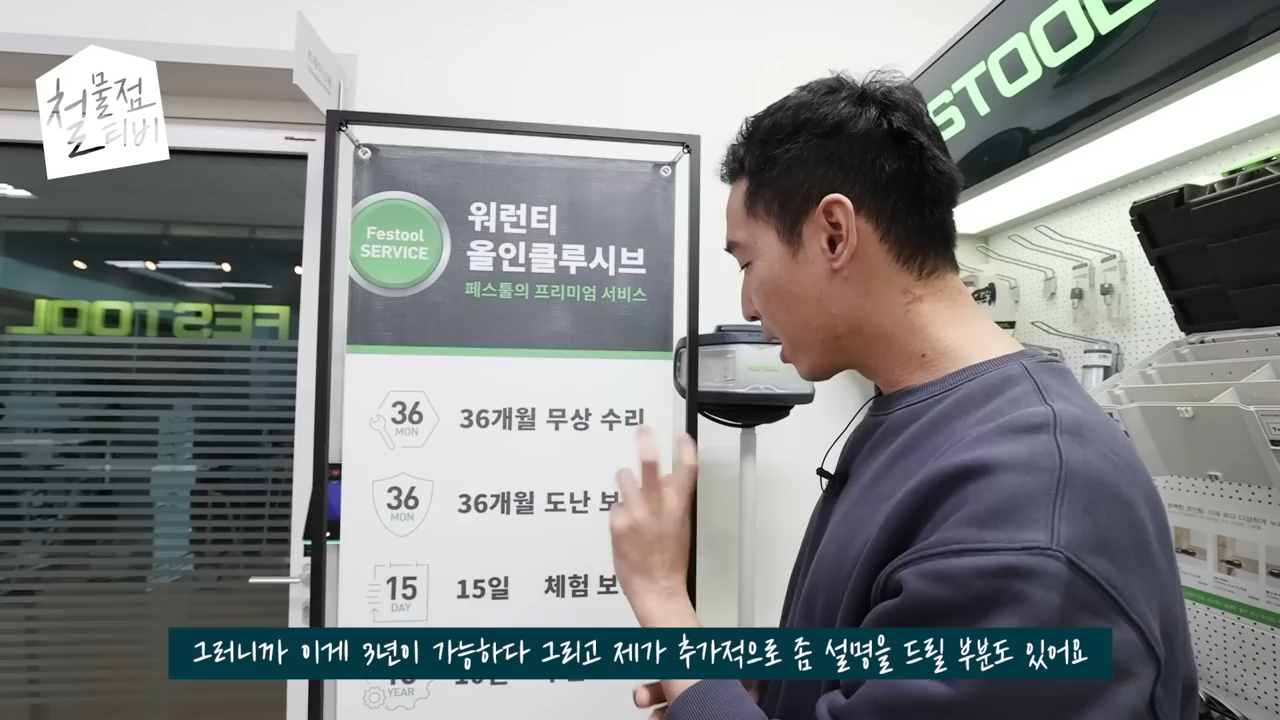 철물점
티비
STOOL
FESTOOL
Festool
SERVICE
워런티
올인클루시브
페스툴의 프리미엄 서비스
36
MON
36개월 무상 수리
36
MON
36개월 도난
15
DAY
15일 체험
YEAR
FESTOOL
그러니까 이게 3년이 가능하다 그리고 제가 추가적으로 좀 설명을 드릴 부분도 있어요